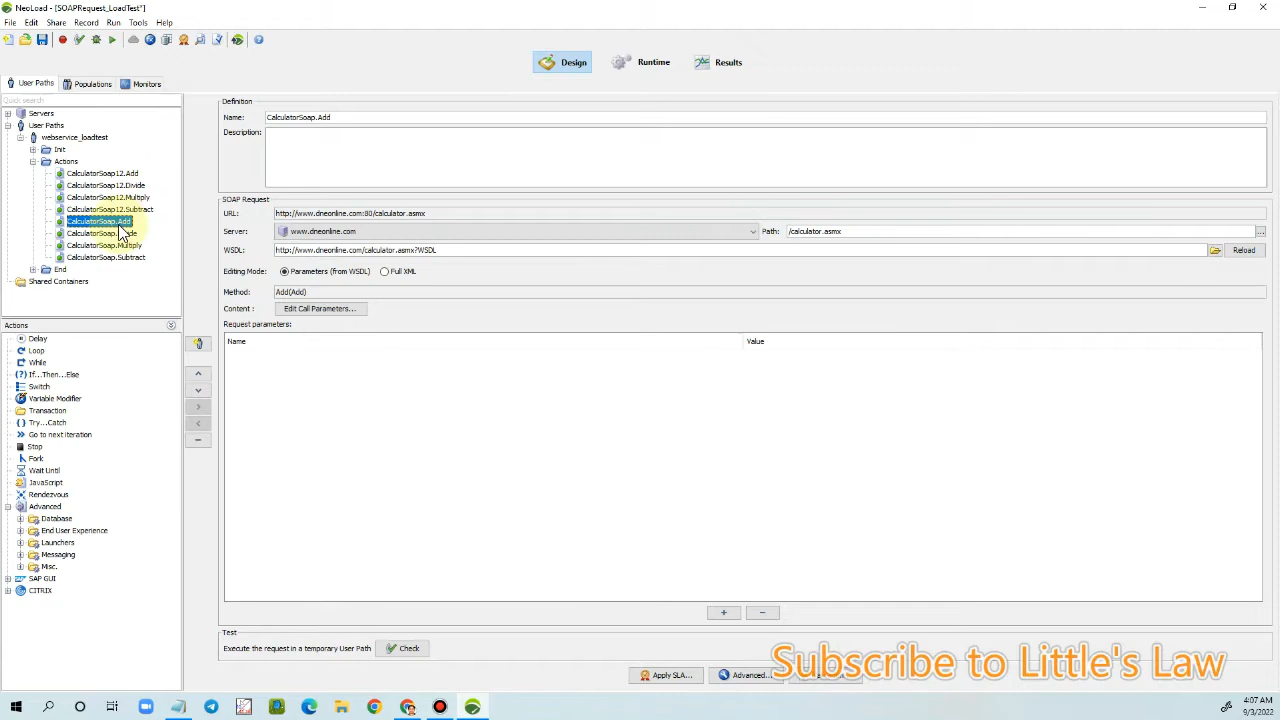 NeoLoad - [SOAPRequest_LoadTest*]
File Edit Share Record Run Tools Help
Design Runtime Results
User Paths Populations Monitors
Quick search
Servers
User Paths
webservice_loadtest
Init
Actions
CalculatorSoap12.Add
CalculatorSoap12.Divide
CalculatorSoap12.Multiply
CalculatorSoap12.Subtract
CalculatorSoap.Add
CalculatorSoap.Multiply
CalculatorSoap.Subtract
End
Shared Containers
Actions
Delay
Loop
While
If...Then...Else
Switch
Variable Modifier
Transaction
Try...Catch
Go to next iteration
Stop
Fork
Wait Until
JavaScript
Rendezvous
Advanced
Database
End User Experience
Launchers
Messaging
Misc.
SAP GUI
CITRIX
Definition
Name: CalculatorSoap.Add
Description:
SOAP Request
URL: http://www.dneonline.com:80/calculator.asmx
Server: www.dneonline.com Path: /calculator.asmx ...
WSDL: http://www.dneonline.com/calculator.asmx?WSDL Reload
Editing Mode: Parameters (from WSDL) Full XML
Method: Add(Add)
Content : Edit Call Parameters...
Request parameters:
Name Value
+ −
Test
Execute the request in a temporary User Path Check
Apply SLA... Advanced...
Subscribe to Little's Law
4:07 AM
9/3/2022